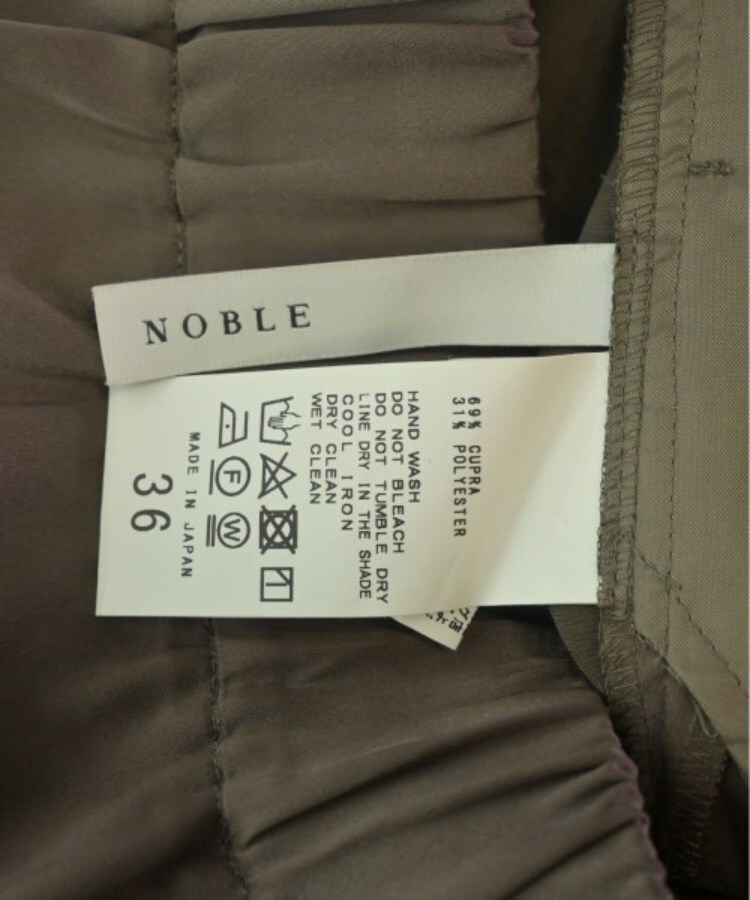 NOBLE
69% CUPRA
31% POLYESTER
HAND WASH
DO NOT BLEACH
DO NOT TUMBLE DRY
LINE DRY IN THE SHADE
COOL IRON
DRY CLEAN
WET CLEAN
F
W
MADE IN JAPAN
36